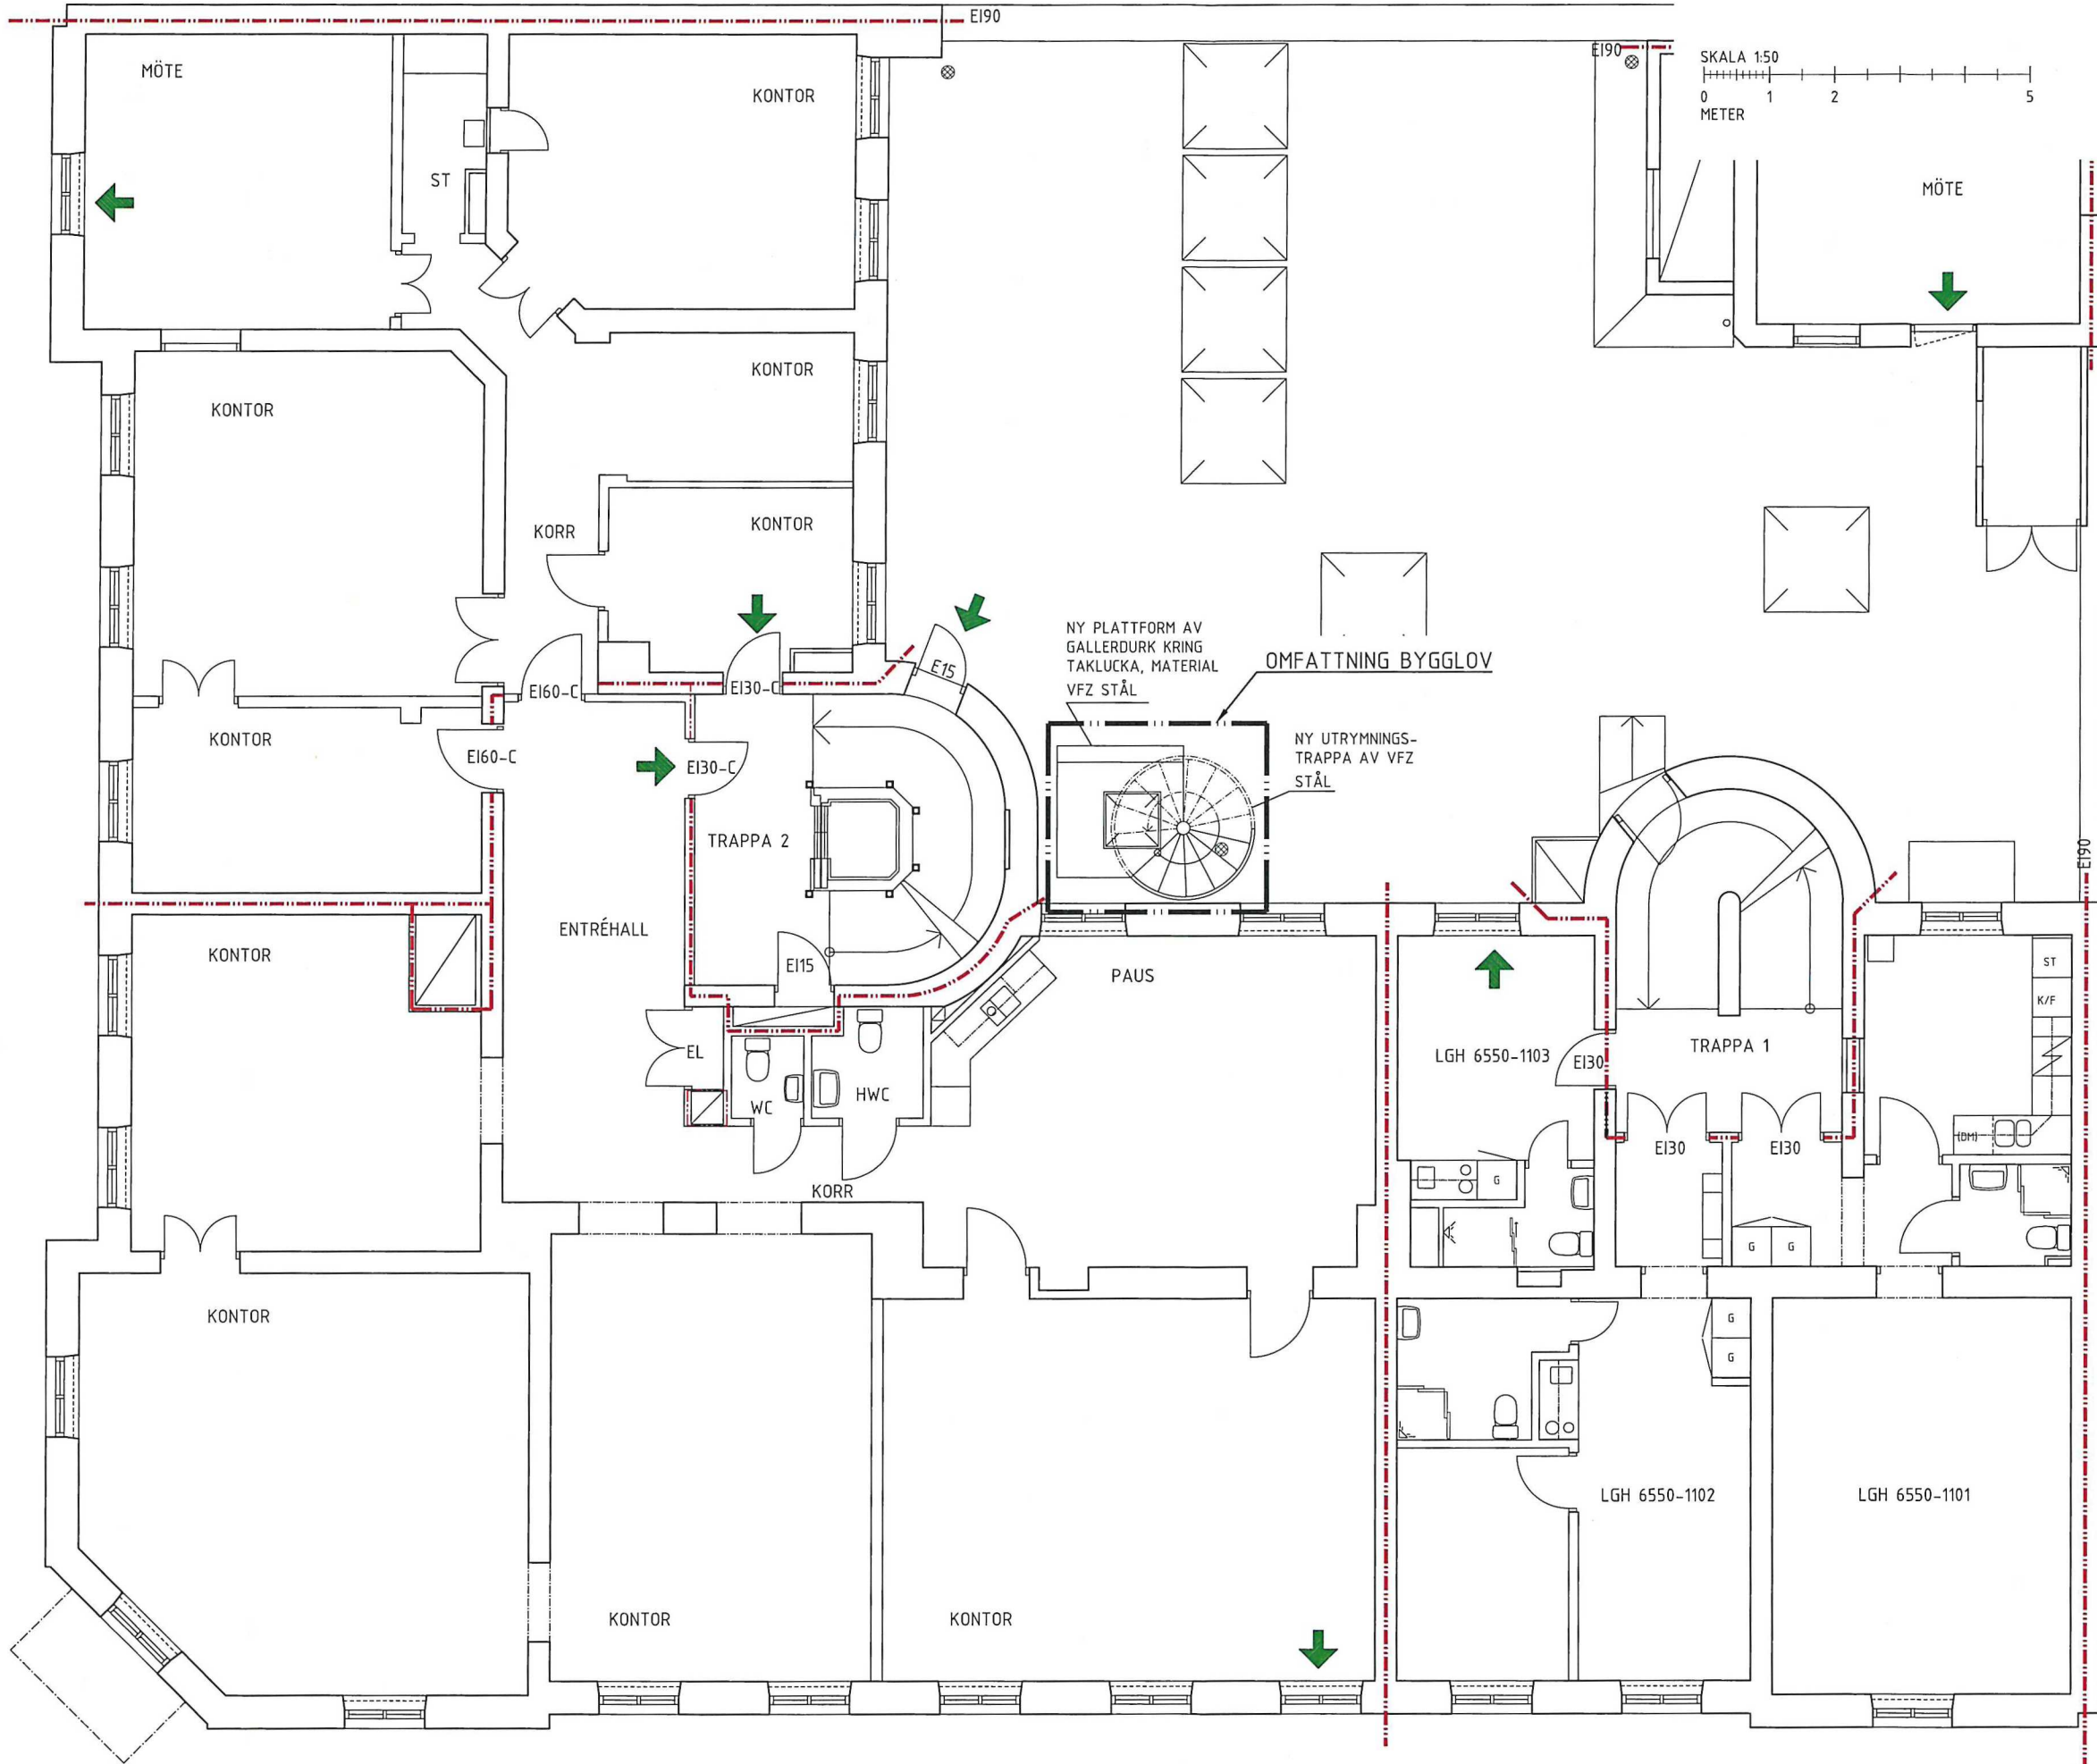 EI90
EI90
SKALA 1:50
0 1 2 5
METER
MÖTE
KONTOR
ST
MÖTE
KONTOR
KONTOR
KORR
KONTOR
NY PLATTFORM AV
GALLERDURK KRING
TAKLUCKA, MATERIAL
VFZ STÅL
OMFATTNING BYGGLOV
E15
EI60-C
EI30-C
KONTOR
EI60-C
EI30-C
NY UTRYMNINGS-
TRAPPA AV VFZ
STÅL
TRAPPA 2
EI90
ENTRÉHALL
KONTOR
EI15
PAUS
ST
K/F
EL
LGH 6550-1103
EI30
TRAPPA 1
WC
HWC
EI30
EI30
(DM)
G
KORR
G
G
KONTOR
G
G
LGH 6550-1102
LGH 6550-1101
KONTOR
KONTOR